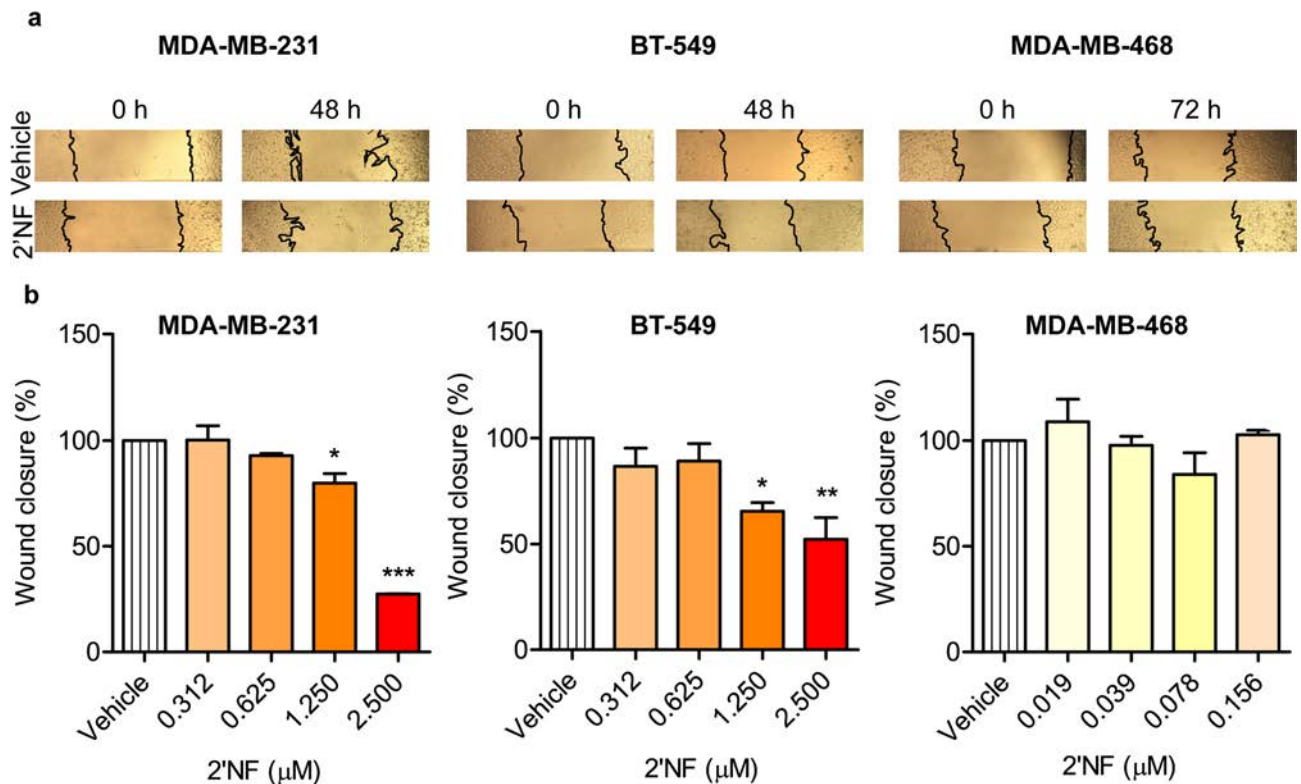 a
MDA-MB-231 BT-549 MDA-MB-468
0 h 48 h 0 h 48 h 0 h 72 h
Vehicle
2'NF
b
MDA-MB-231 BT-549 MDA-MB-468
Wound closure (%)
150
100
50
0
*
***
Vehicle 0.312 0.625 1.250 2.500
2'NF (μM)
Wound closure (%)
150
100
50
0
*
**
Vehicle 0.312 0.625 1.250 2.500
2'NF (μM)
Wound closure (%)
150
100
50
0
Vehicle 0.019 0.039 0.078 0.156
2'NF (μM)